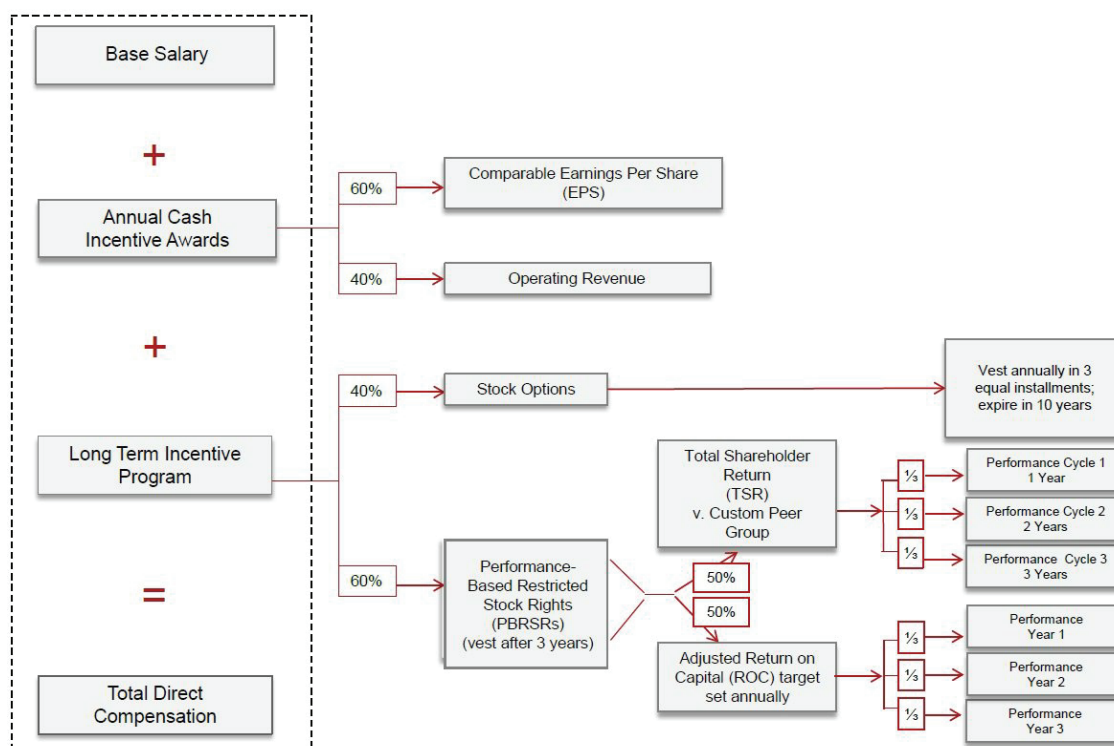 Base Salary
+
Annual Cash
Incentive Awards
60%
Comparable Earnings Per Share
(EPS)
40%
Operating Revenue
+
Long Term Incentive
Program
40%
Stock Options
Vest annually in 3
equal installments;
expire in 10 years
60%
Performance-
Based Restricted
Stock Rights
(PBRSRs)
(vest after 3 years)
50%
50%
Total Shareholder
Return
(TSR)
v. Custom Peer
Group
⅓
Performance Cycle 1
1 Year
⅓
Performance Cycle 2
2 Years
⅓
Performance Cycle 3
3 Years
Adjusted Return on
Capital (ROC) target
set annually
⅓
Performance
Year 1
⅓
Performance
Year 2
⅓
Performance
Year 3
=
Total Direct
Compensation